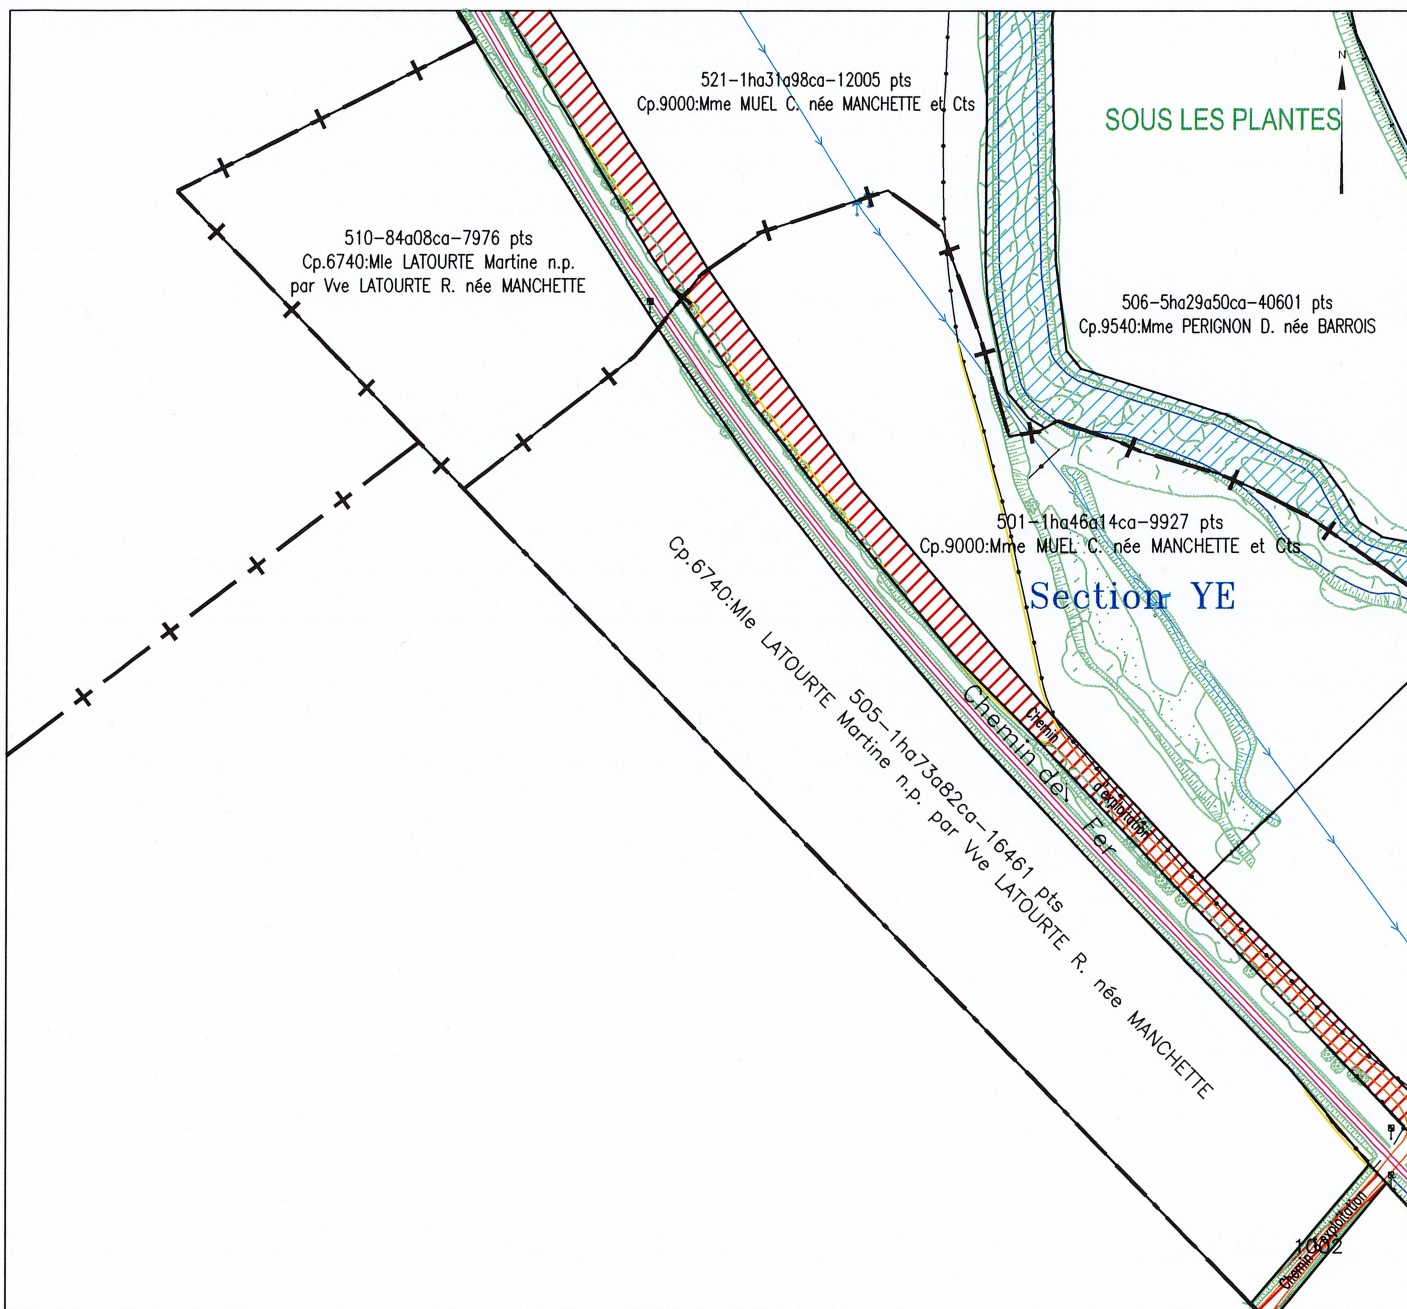 521-1ha31a98ca-12005 pts
Cp.9000:Mme MUEL C. née MANCHETTE et Cts
N
SOUS LES PLANTES
510-84a08ca-7976 pts
Cp.6740:Mle LATOURTE Martine n.p.
par Vve LATOURTE R. née MANCHETTE
506-5ha29a50ca-40601 pts
Cp.9540:Mme PERIGNON D. née BARROIS
501-1ha46a14ca-9927 pts
Cp.9000:Mme MUEL C. née MANCHETTE et Cts
Section YE
505-1ha73a82ca-16461 pts
Cp.6740:Mle LATOURTE Martine n.p. par Vve LATOURTE R. née MANCHETTE
Chemin de Fer
Chemin
d'exploitation
Chemin d'exploitation